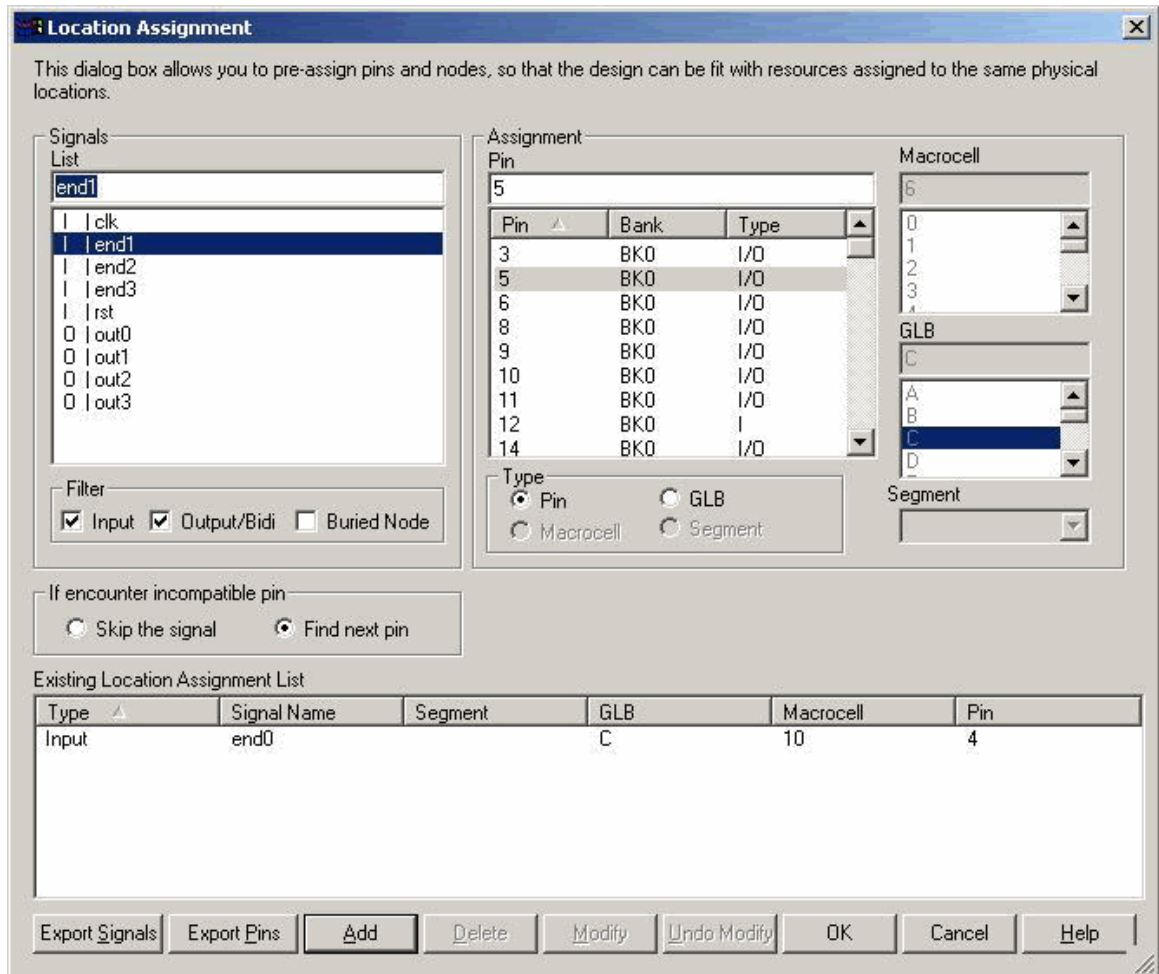 Location Assignment
This dialog box allows you to pre-assign pins and nodes, so that the design can be fit with resources assigned to the same physical
locations.
Signals
List
end1
I | clk
I | end1
I | end2
I | end3
I | rst
O | out0
O | out1
O | out2
O | out3
Filter
Input Output/Bidi Buried Node
Assignment
Pin
5
Pin Bank Type
3 BK0 I/O
5 BK0 I/O
6 BK0 I/O
8 BK0 I/O
9 BK0 I/O
10 BK0 I/O
11 BK0 I/O
12 BK0 I
14 BK0 I/O
Type
Pin GLB
Macrocell Segment
Macrocell
6
0
1
2
3
GLB
C
A
B
C
D
Segment
If encounter incompatible pin
Skip the signal Find next pin
Existing Location Assignment List
Type Signal Name Segment GLB Macrocell Pin
Input end0 C 10 4
Export Signals Export Pins Add Delete Modify Undo Modify OK Cancel Help